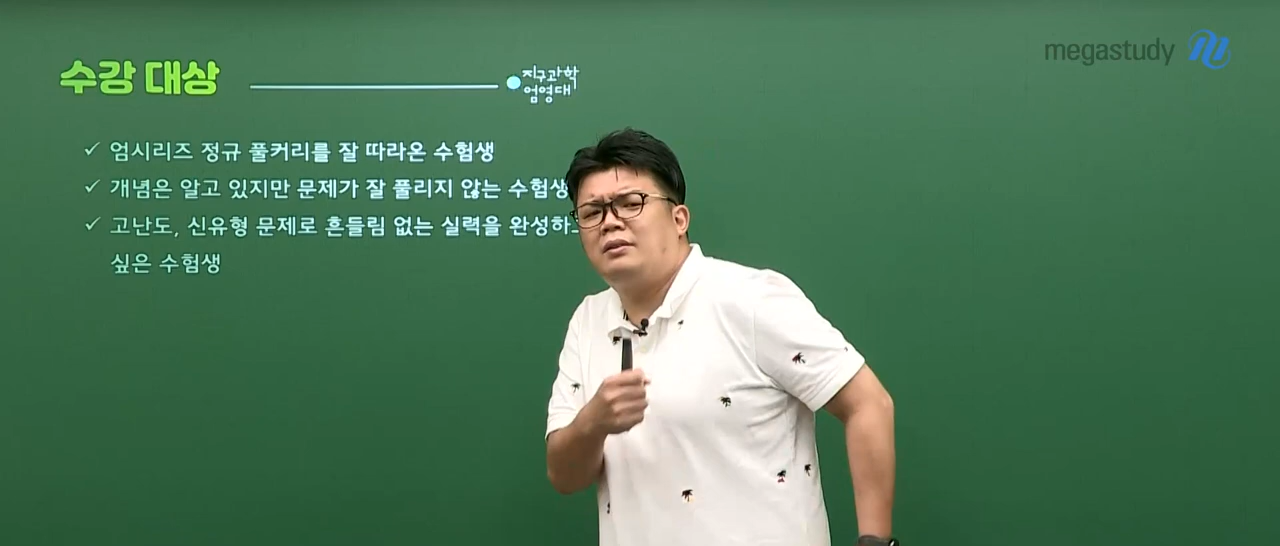 수강 대상
지구과학
엄영대
megastudy
✓ 엄시리즈 정규 풀커리를 잘 따라온 수험생
✓ 개념은 알고 있지만 문제가 잘 풀리지 않는 수험생
✓ 고난도, 신유형 문제로 흔들림 없는 실력을 완성하고
싶은 수험생